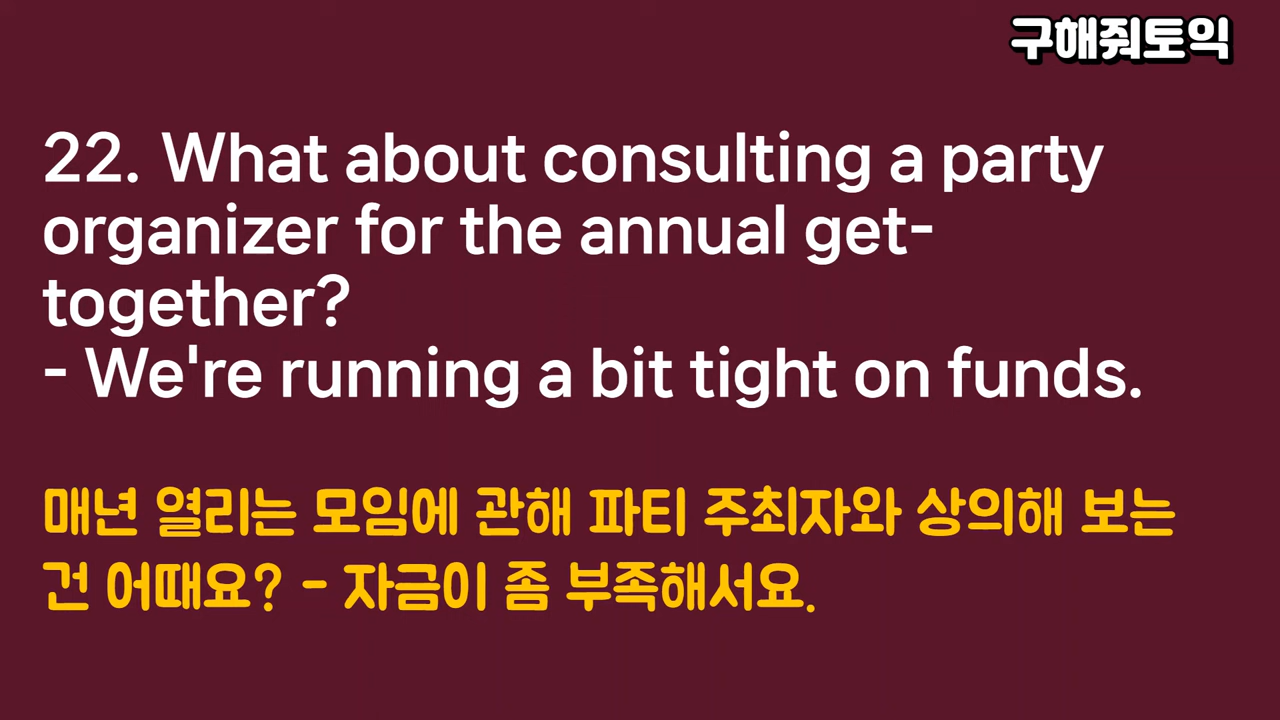 구해줘토익
22. What about consulting a party
organizer for the annual get-
together?
- We're running a bit tight on funds.
매년 열리는 모임에 관해 파티 주최자와 상의해 보는
건 어때요? - 자금이 좀 부족해서요.